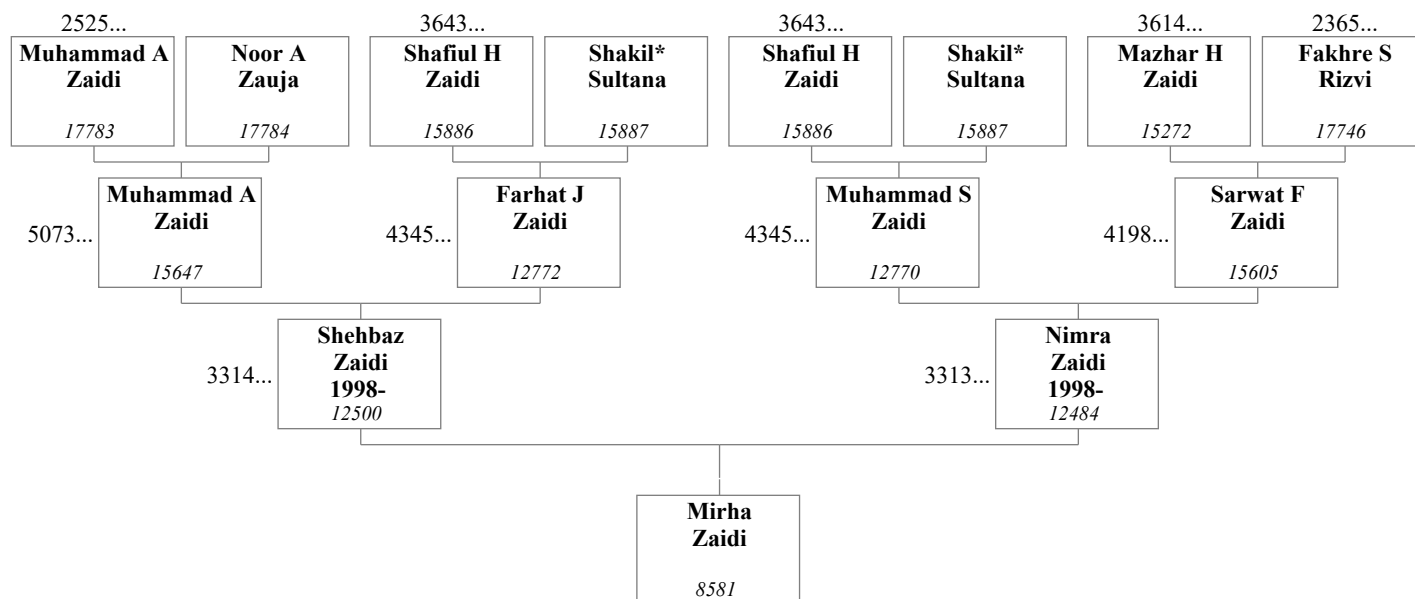 2525...
3643...
3643...
3614...
2365...
Muhammad A
Zaidi
17783
Noor A
Zauja
17784
Shafiul H
Zaidi
15886
Shakil*
Sultana
15887
Shafiul H
Zaidi
15886
Shakil*
Sultana
15887
Mazhar H
Zaidi
15272
Fakhre S
Rizvi
17746
5073...
Muhammad A
Zaidi
15647
4345...
Farhat J
Zaidi
12772
4345...
Muhammad S
Zaidi
12770
4198...
Sarwat F
Zaidi
15605
3314...
Shehbaz
Zaidi
1998-
12500
3313...
Nimra
Zaidi
1998-
12484
Mirha
Zaidi
8581